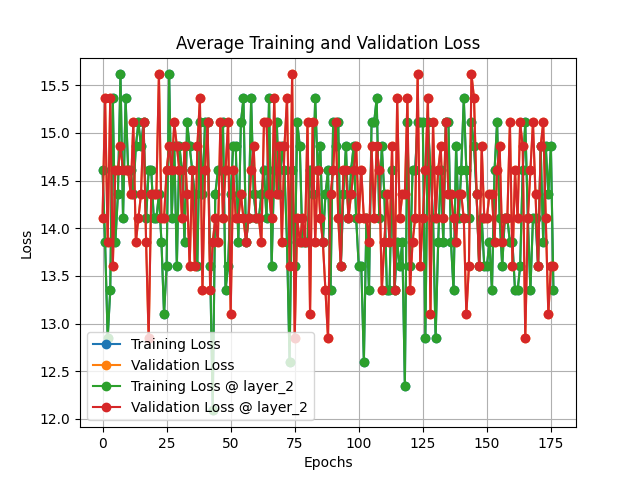 Average Training and Validation Loss
Loss
15.5
15.0
14.5
14.0
13.5
13.0
12.5
12.0
Training Loss
Validation Loss
Training Loss @ layer_2
Validation Loss @ layer_2
0 25 50 75 100 125 150 175
Epochs